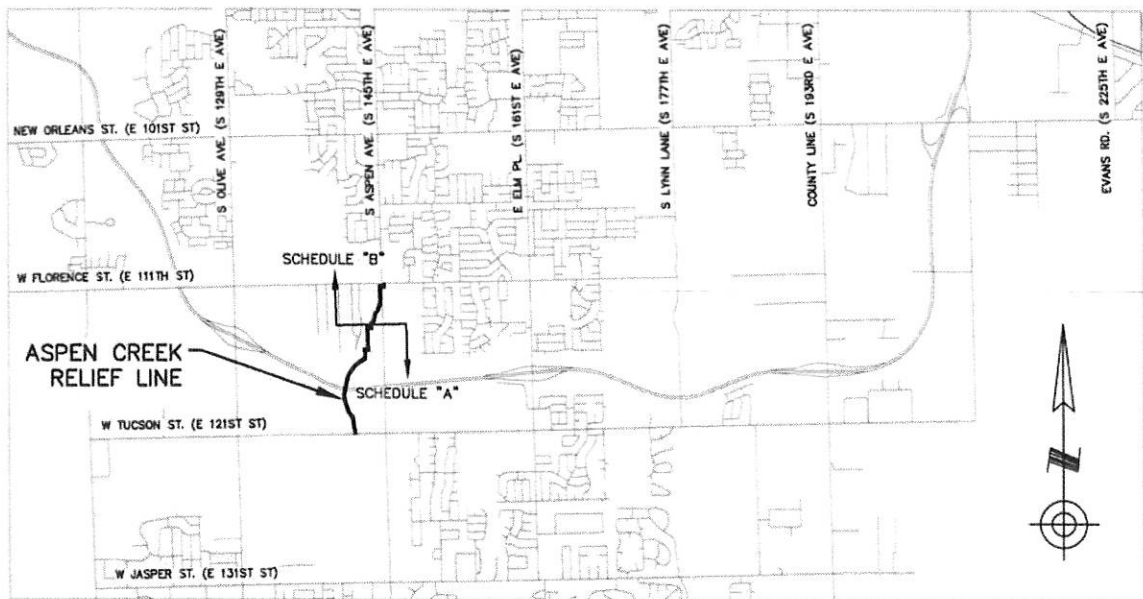 S OLIVE AVE. (S 129TH E AVE)
S ASPEN AVE. (S 145TH E AVE)
E ELM PL. (S 161ST E AVE)
S LYNN LANE (S 177TH E AVE)
COUNTY LINE (S 193RD E AVE)
EVANS RD. (S 225TH E AVE)
NEW ORLEANS ST. (E 101ST ST)
W FLORENCE ST. (E 111TH ST)
SCHEDULE "B"
ASPEN CREEK
RELIEF LINE
SCHEDULE "A"
W TUCSON ST. (E 121ST ST)
W JASPER ST. (E 131ST ST)
N